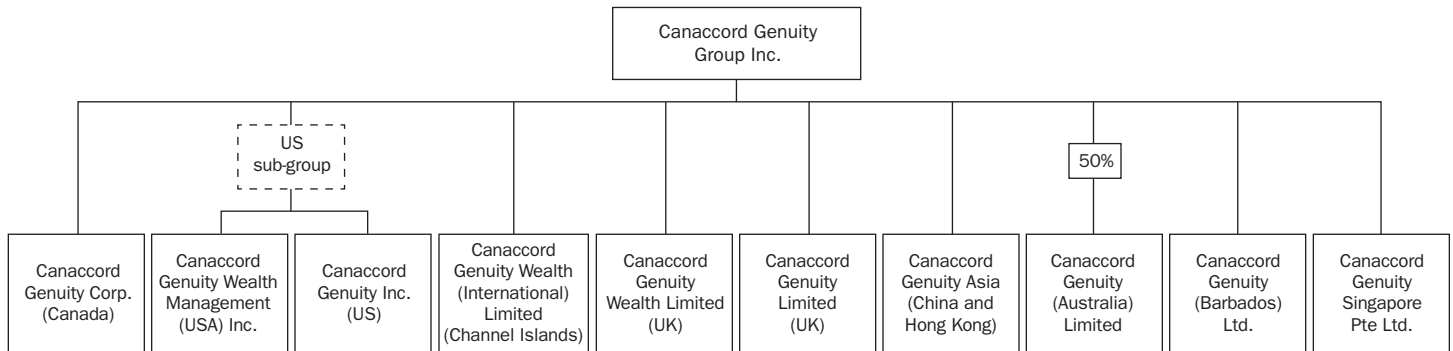 Canaccord Genuity
Group Inc.
US
sub-group
50%
Canaccord
Genuity Corp.
(Canada)
Canaccord
Genuity Wealth
Management
(USA) Inc.
Canaccord
Genuity Inc.
(US)
Canaccord
Genuity Wealth
(International)
Limited
(Channel Islands)
Canaccord
Genuity
Wealth Limited
(UK)
Canaccord
Genuity
Limited
(UK)
Canaccord
Genuity Asia
(China and
Hong Kong)
Canaccord
Genuity
(Australia)
Limited
Canaccord
Genuity
(Barbados)
Ltd.
Canaccord
Genuity
Singapore
Pte Ltd.